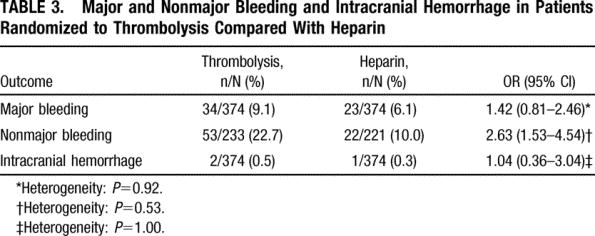 TABLE 3. Major and Nonmajor Bleeding and Intracranial Hemorrhage in Patients
Randomized to Thrombolysis Compared With Heparin
Outcome Thrombolysis, n/N (%) Heparin, n/N (%) OR (95% CI)
Major bleeding 34/374 (9.1) 23/374 (6.1) 1.42 (0.81–2.46)*
Nonmajor bleeding 53/233 (22.7) 22/221 (10.0) 2.63 (1.53–4.54)†
Intracranial hemorrhage 2/374 (0.5) 1/374 (0.3) 1.04 (0.36–3.04)‡
*Heterogeneity: P=0.92.
†Heterogeneity: P=0.53.
‡Heterogeneity: P=1.00.